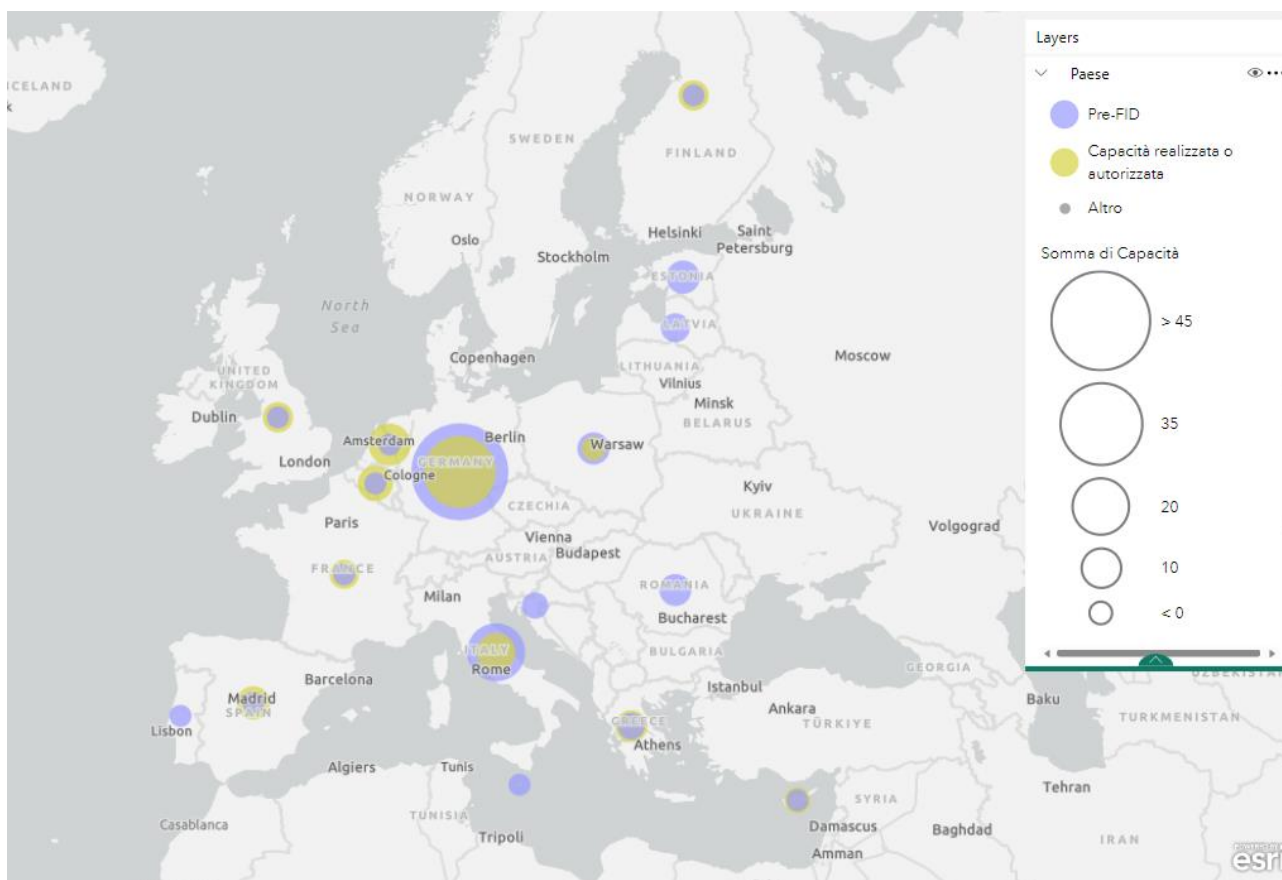 ICELAND
SWEDEN
FINLAND
NORWAY
Oslo
Helsinki
Saint
Petersburg
Stockholm
ESTONIA
North
Sea
LATVIA
Moscow
Copenhagen
LITHUANIA
UNITED
KINGDOM
Vilnius
Minsk
Dublin
BELARUS
Amsterdam
Berlin
Warsaw
London
GERMANY
Cologne
Kyiv
CZECHIA
UKRAINE
Paris
Volgograd
Vienna
AUSTRIA
Budapest
FRANCE
ROMANIA
Milan
Bucharest
ITALY
BULGARIA
Rome
GEORGIA
Barcelona
Istanbul
UZBEKISTAN
Madrid
SPAIN
Ankara
Baku
Lisbon
GREECE
TÜRKIYE
TURKMENISTAN
Athens
Algiers
Tunis
Tehran
SYRIA
TUNISIA
Casablanca
Damascus
Baghdad
Tripoli
IRAN
Amman
Layers
Paese
Pre-FID
Capacità realizzata o
autorizzata
Altro
Somma di Capacità
> 45
35
20
10
< 0
esri